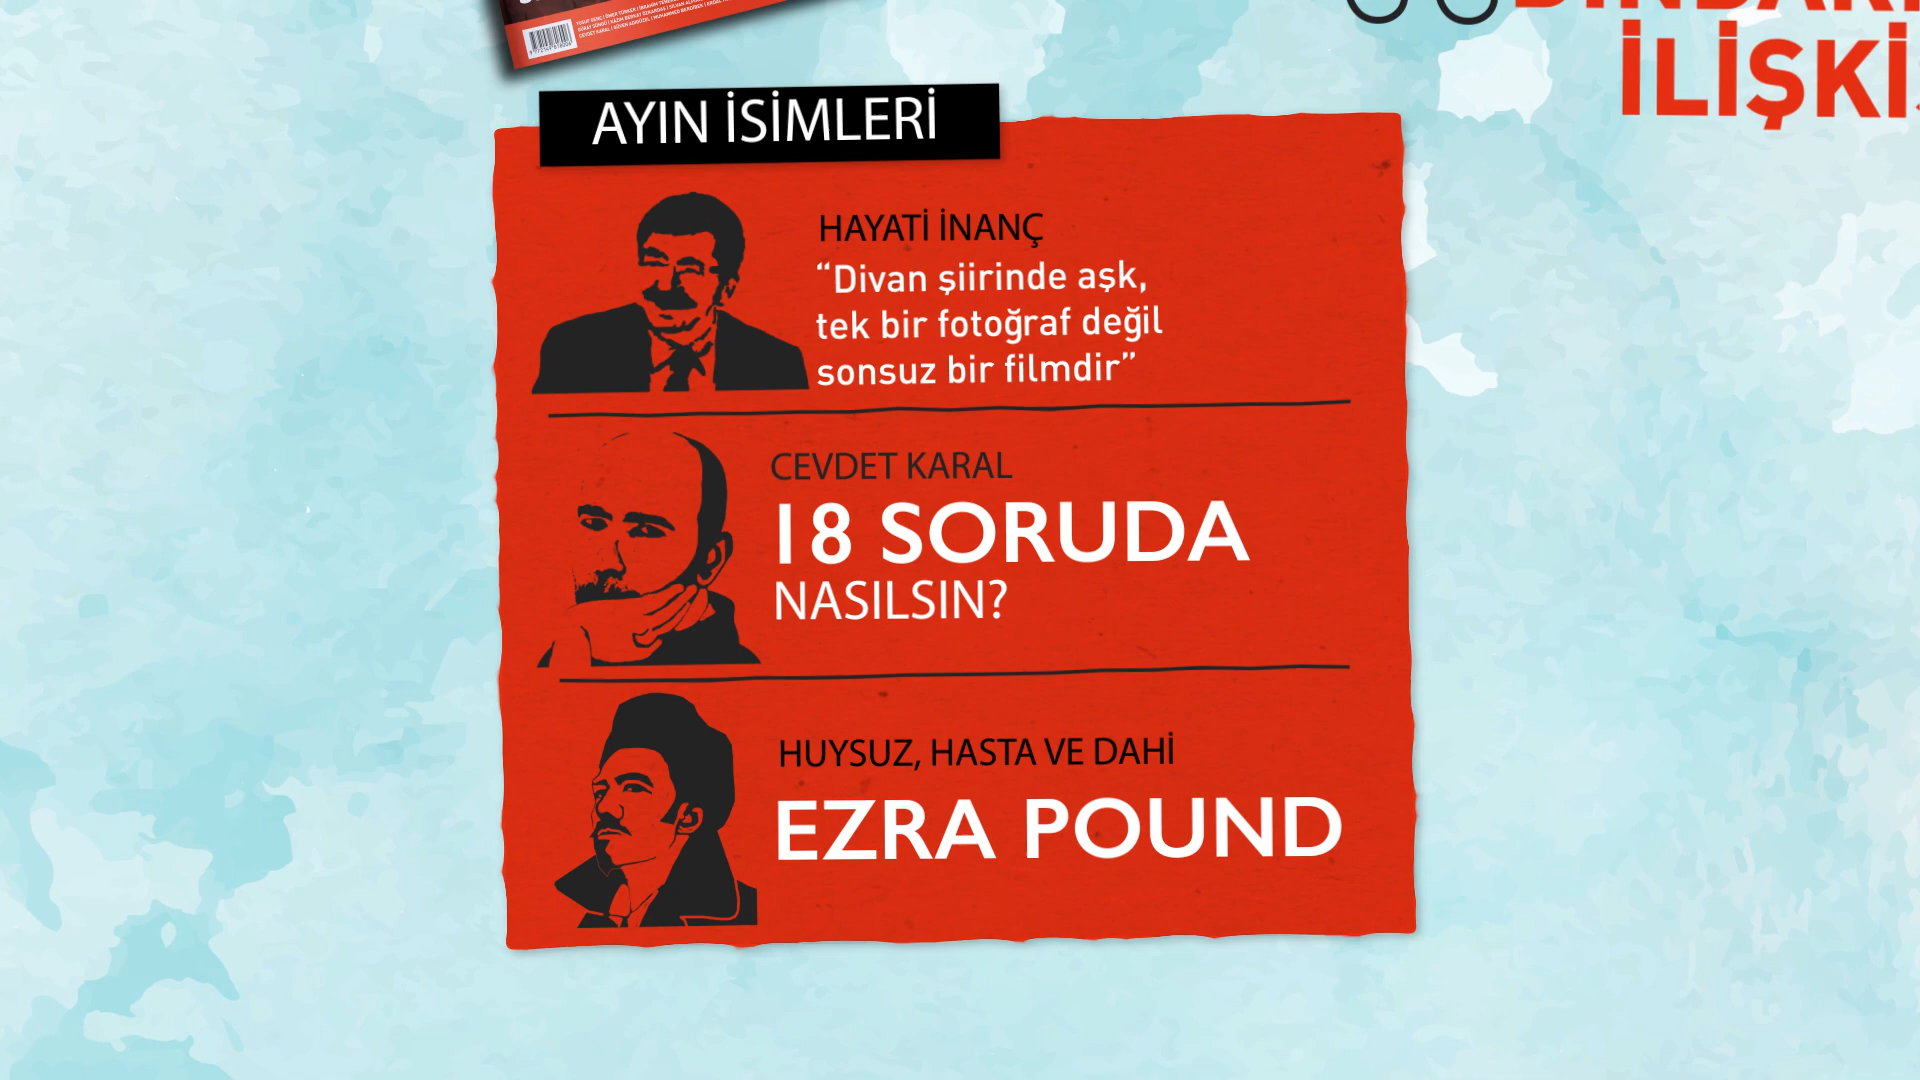 İLİŞKİ
AYIN İSİMLERİ
HAYATİ İNANÇ
“Divan şiirinde aşk,
tek bir fotoğraf değil
sonsuz bir filmdir”
CEVDET KARAL
18 SORUDA
NASILSIN?
HUYSUZ, HASTA VE DAHİ
EZRA POUND